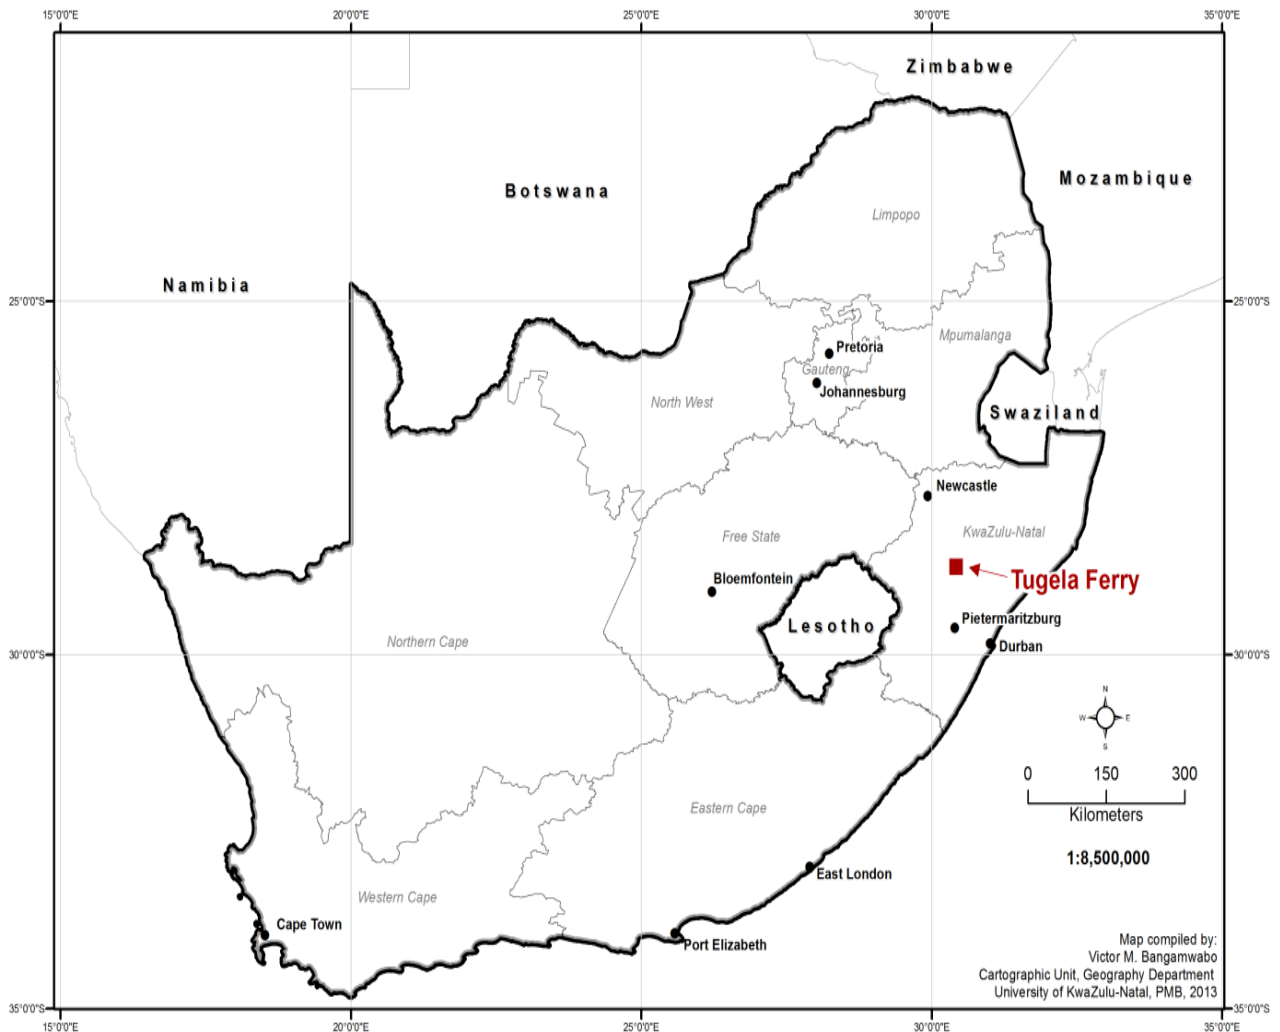 15°0'0"E
20°0'0"E
25°0'0"E
30°0'0"E
35°0'0"E
Zimbabwe
Mozambique
Botswana
Limpopo
Namibia
25°0'0"S
25°0'0"S
Mpumalanga
Pretoria
Gauteng
Johannesburg
North West
Swaziland
Newcastle
KwaZulu-Natal
Free State
Tugela Ferry
Bloemfontein
Pietermaritzburg
Lesotho
Northern Cape
Durban
30°0'0"S
30°0'0"S
N
W
E
S
0
150
300
Kilometers
Eastern Cape
1:8,500,000
East London
Western Cape
Cape Town
Port Elizabeth
Map compiled by:
Victor M. Bangamwabo
Cartographic Unit, Geography Department
University of KwaZulu-Natal, PMB, 2013
35°0'0"S
35°0'0"S
15°0'0"E
20°0'0"E
25°0'0"E
30°0'0"E
35°0'0"E